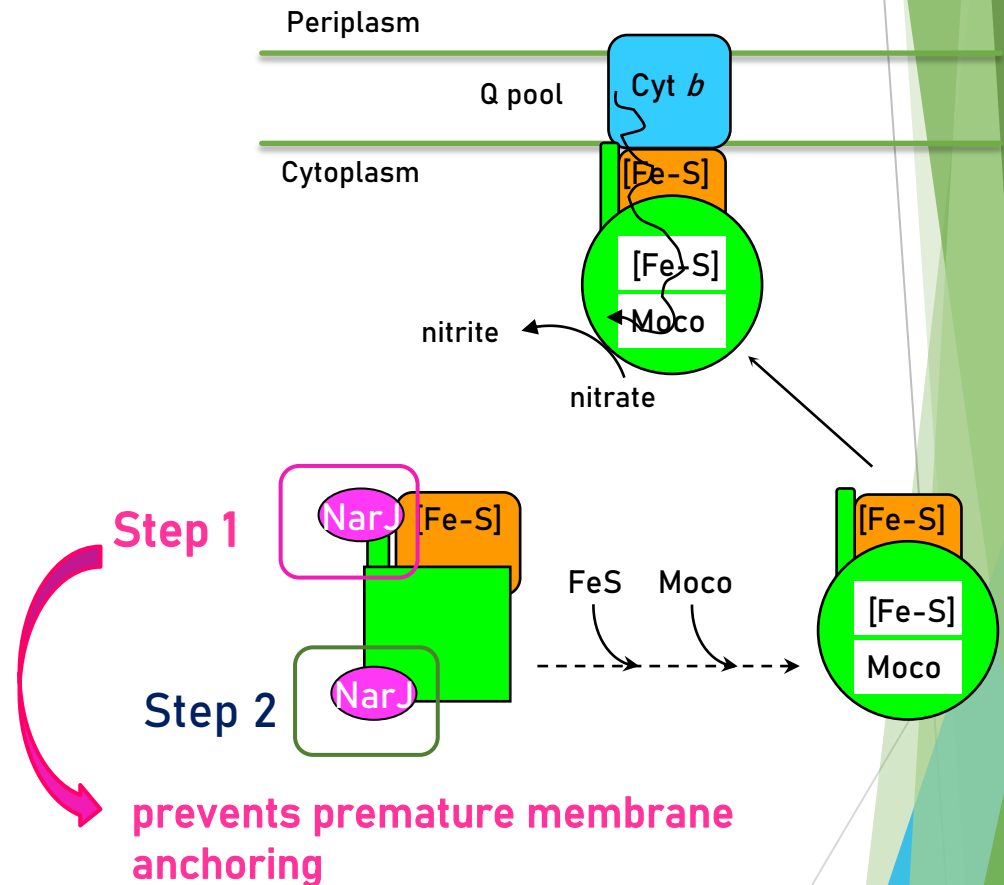 Periplasm
Q pool
Cyt b
Cytoplasm
[Fe-S]
[Fe-S]
Moco
nitrite
nitrate
Step 1
NarJ
[Fe-S]
FeS
Moco
[Fe-S]
[Fe-S]
Moco
Step 2
NarJ
prevents premature membrane
anchoring